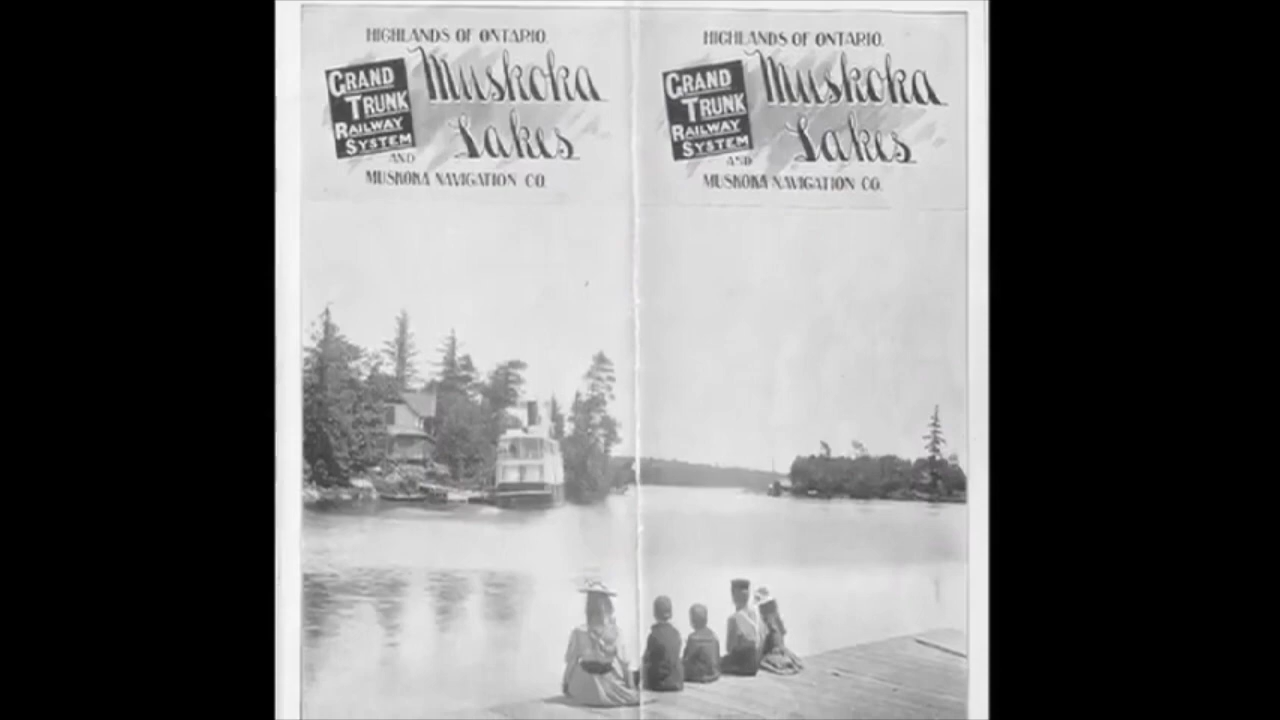 HIGHLANDS OF ONTARIO.
GRAND
TRUNK
RAILWAY
SYSTEM
Muskoka
Lakes
AND
MUSKOKA NAVIGATION CO.
HIGHLANDS OF ONTARIO.
GRAND
TRUNK
RAILWAY
SYSTEM
Muskoka
Lakes
AND
MUSKOKA NAVIGATION CO.